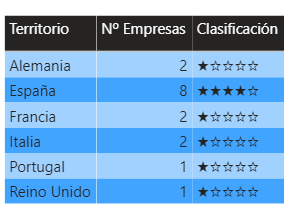 Territorio Nº Empresas Clasificación
Alemania 2 ★☆☆☆☆
España 8 ★★★★☆
Francia 2 ★☆☆☆☆
Italia 2 ★☆☆☆☆
Portugal 1 ★☆☆☆☆
Reino Unido 1 ★☆☆☆☆